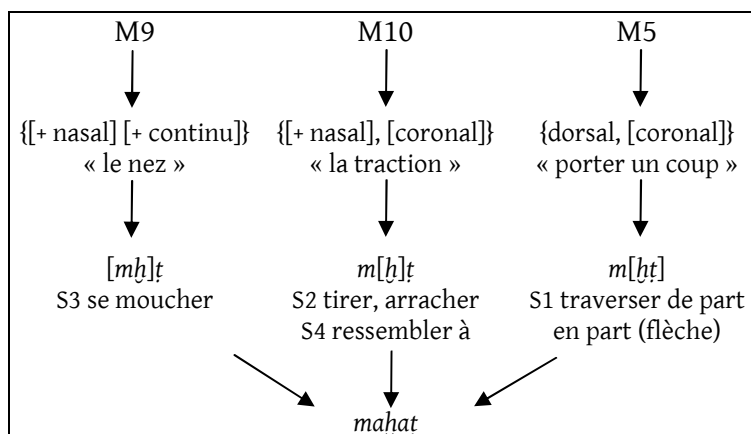 M9 M10 M5
{[+ nasal] [+ continu]} {[+ nasal], [coronal]} {dorsal, [coronal]}
« le nez » « la traction » « porter un coup »
[mḫ]ṭ m[ḫ]ṭ m[ḫṭ]
S3 se moucher S2 tirer, arracher S1 traverser de part
S4 ressembler à en part (flèche)
maḫaṭ